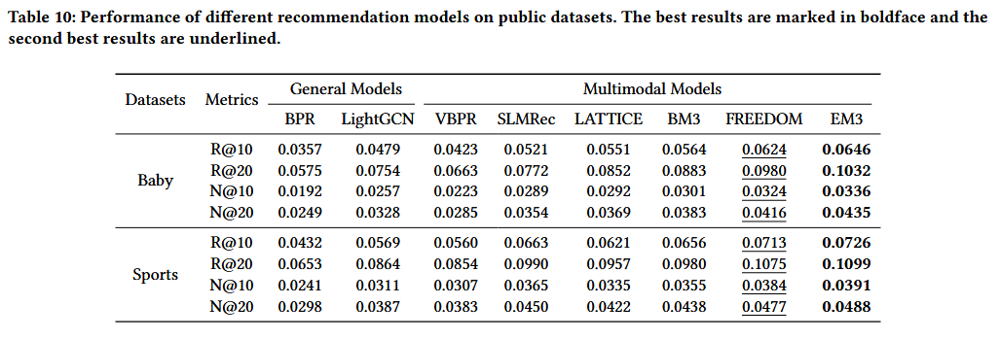 Table 10: Performance of different recommendation models on public datasets. The best results are marked in boldface and the
second best results are underlined.
Datasets Metrics General Models Multimodal Models
BPR LightGCN VBPR SLMRec LATTICE BM3 FREEDOM EM3
Baby
R@10 0.0357 0.0479 0.0423 0.0521 0.0551 0.0564 0.0624 0.0646
R@20 0.0575 0.0754 0.0663 0.0772 0.0852 0.0883 0.0980 0.1032
N@10 0.0192 0.0257 0.0223 0.0289 0.0292 0.0301 0.0324 0.0336
N@20 0.0249 0.0328 0.0285 0.0354 0.0369 0.0383 0.0416 0.0435
Sports
R@10 0.0432 0.0569 0.0560 0.0663 0.0621 0.0656 0.0713 0.0726
R@20 0.0653 0.0864 0.0854 0.0990 0.0957 0.0980 0.1075 0.1099
N@10 0.0241 0.0311 0.0307 0.0365 0.0335 0.0355 0.0384 0.0391
N@20 0.0298 0.0387 0.0383 0.0450 0.0422 0.0438 0.0477 0.0488